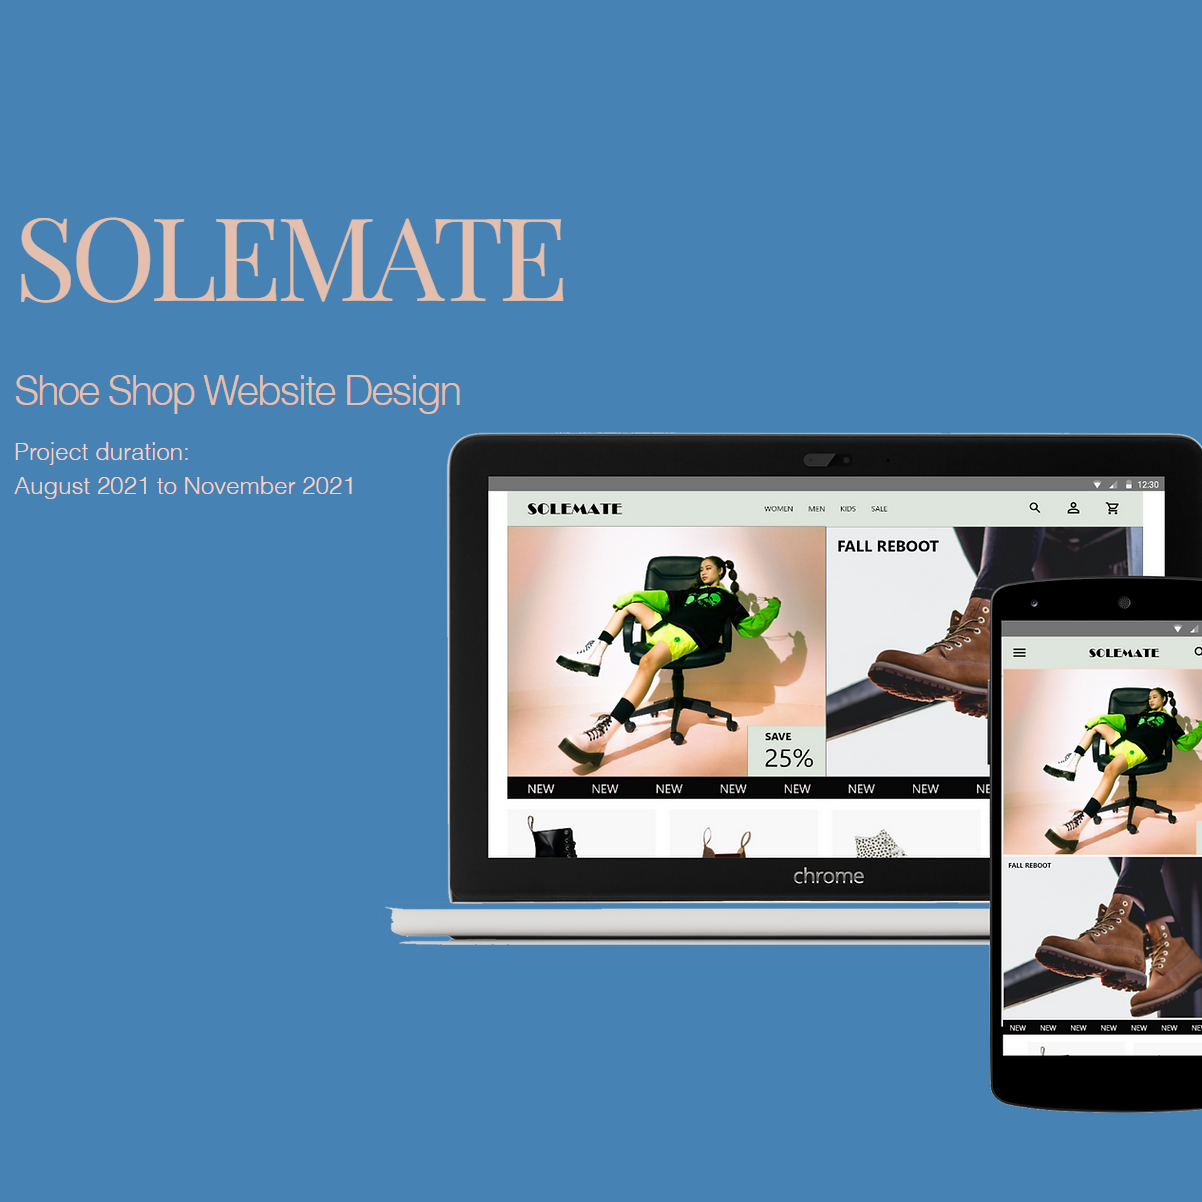 SOLEMATE
Shoe Shop Website Design
Project duration:
August 2021 to November 2021
12:30
SOLEMATE WOMEN MEN KIDS SALE
FALL REBOOT
SAVE
25%
NEW NEW NEW NEW NEW NEW NEW
chrome
SOLEMATE
FALL REBOOT
NEW NEW NEW NEW NEW NEW